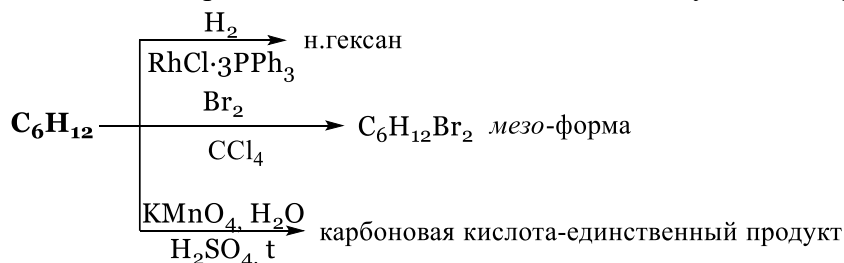 H₂
н.гексан
RhCl·3PPh₃
Br₂
C₆H₁₂
C₆H₁₂Br₂ мезо-форма
CCl₄
KMnO₄, H₂O
карбоновая кислота-единственный продукт
H₂SO₄, t